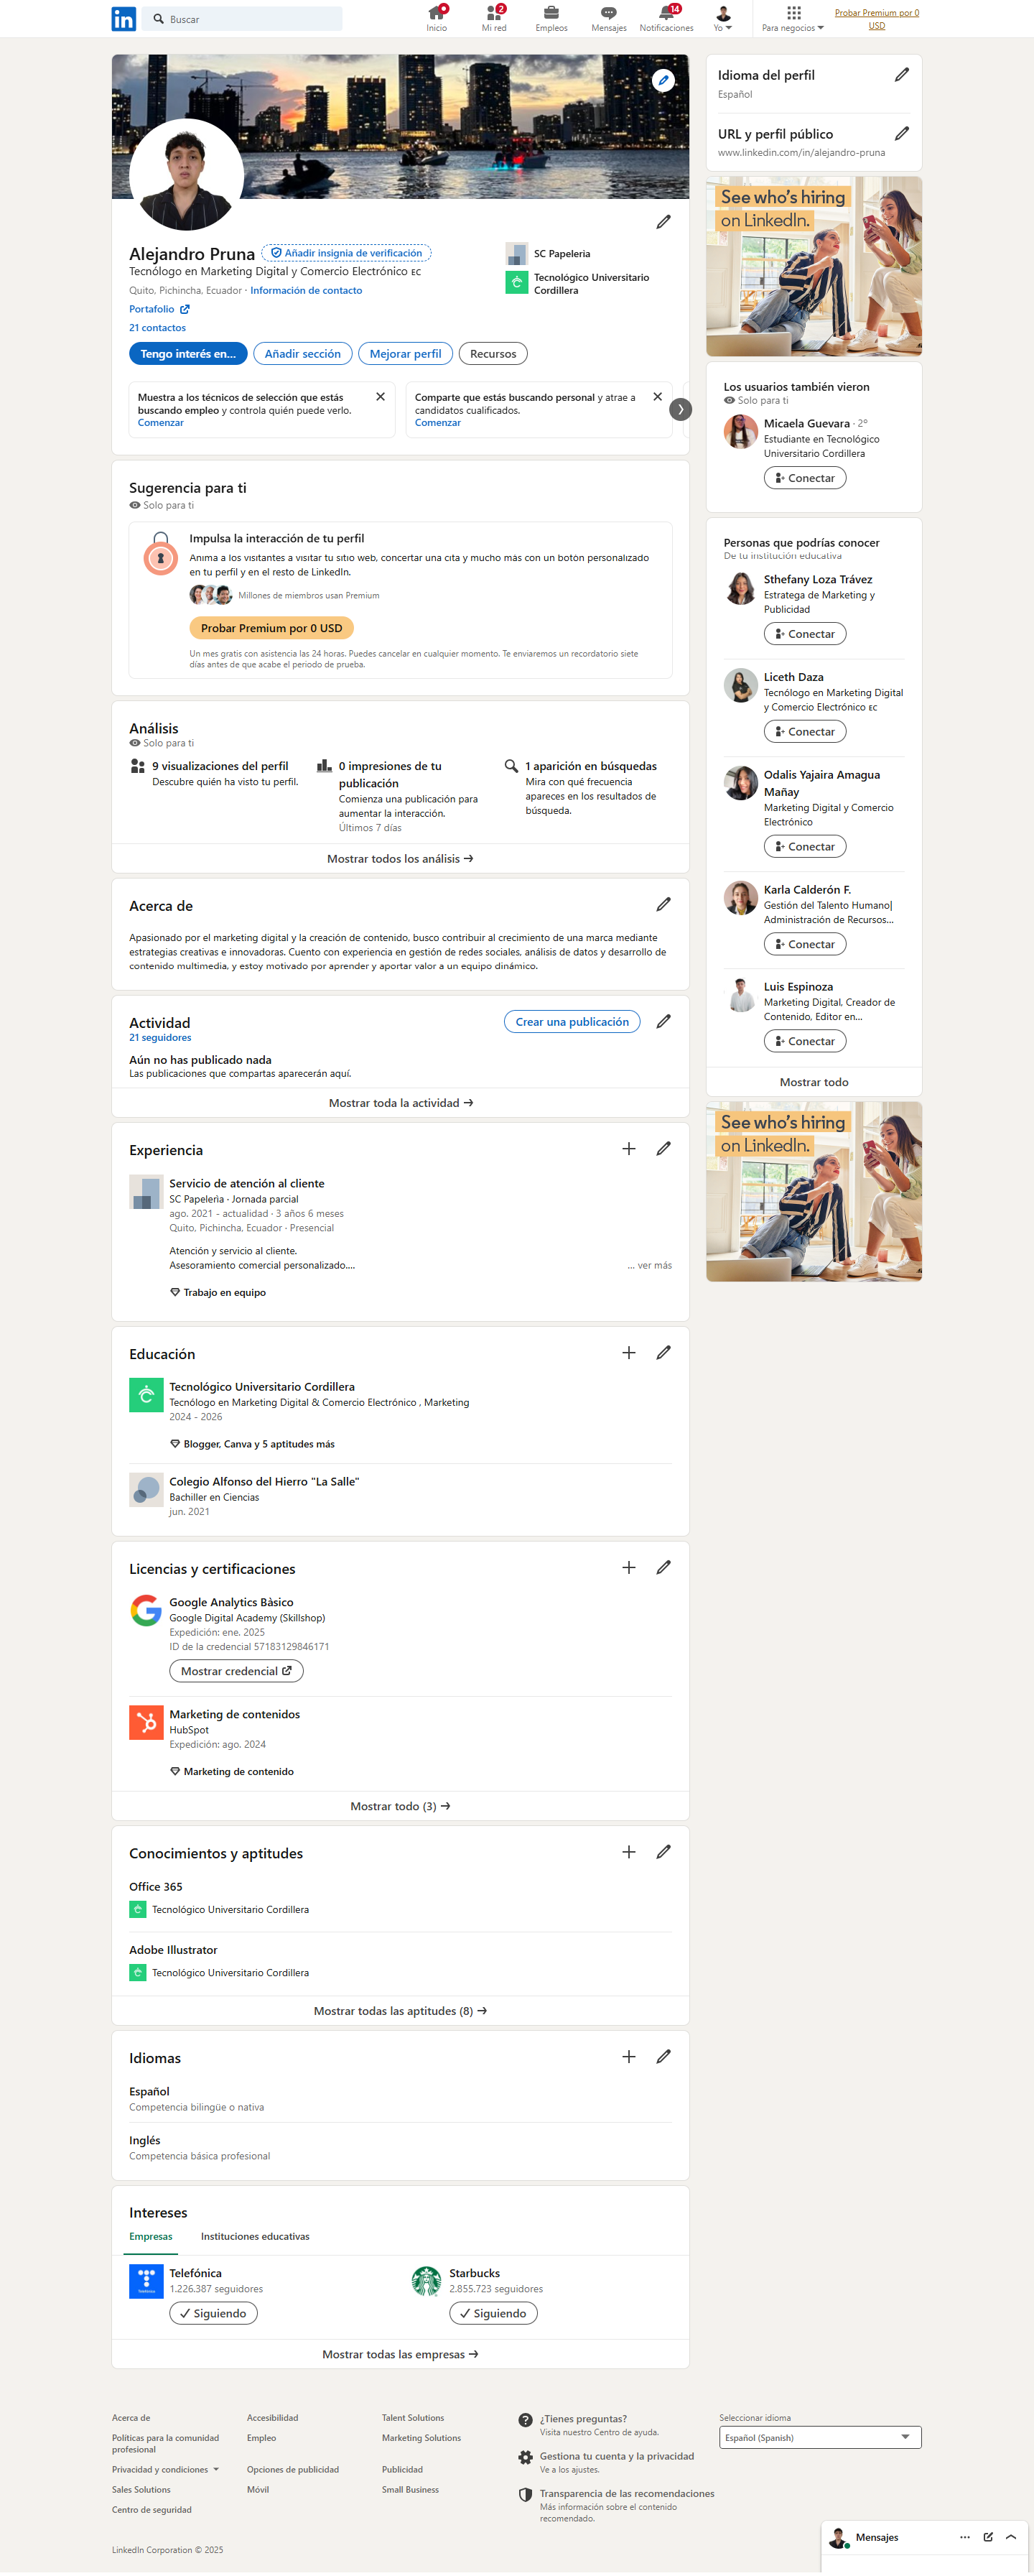 in
Buscar
Inicio
2
Mi red
Empleos
Mensajes
14
Notificaciones
Yo
Para negocios
Probar Premium por 0
USD
Alejandro Pruna
Añadir insignia de verificación
Tecnólogo en Marketing Digital y Comercio Electrónico EC
Quito, Pichincha, Ecuador · Información de contacto
Portafolio
21 contactos
SC Papeleria
Tecnológico Universitario
Cordillera
Tengo interés en...
Añadir sección
Mejorar perfil
Recursos
Muestra a los técnicos de selección que estás
buscando empleo y controla quién puede verlo.
Comenzar
Comparte que estás buscando personal y atrae a
candidatos cualificados.
Comenzar
Sugerencia para ti
Solo para ti
Impulsa la interacción de tu perfil
Anima a los visitantes a visitar tu sitio web, concertar una cita y mucho más con un botón personalizado
en tu perfil y en el resto de LinkedIn.
Millones de miembros usan Premium
Probar Premium por 0 USD
Un mes gratis con asistencia las 24 horas. Puedes cancelar en cualquier momento. Te enviaremos un recordatorio siete
días antes de que acabe el periodo de prueba.
Análisis
Solo para ti
9 visualizaciones del perfil
Descubre quién ha visto tu perfil.
0 impresiones de tu
publicación
Comienza una publicación para
aumentar la interacción.
Últimos 7 días
1 aparición en búsquedas
Mira con qué frecuencia
apareces en los resultados de
búsqueda.
Mostrar todos los análisis →
Acerca de
Apasionado por el marketing digital y la creación de contenido, busco contribuir al crecimiento de una marca mediante
estrategias creativas e innovadoras. Cuento con experiencia en gestión de redes sociales, análisis de datos y desarrollo de
contenido multimedia, y estoy motivado por aprender y aportar valor a un equipo dinámico.
Actividad
21 seguidores
Crear una publicación
Aún no has publicado nada
Las publicaciones que compartas aparecerán aquí.
Mostrar toda la actividad →
Experiencia
Servicio de atención al cliente
SC Papelería · Jornada parcial
ago. 2021 - actualidad · 3 años 6 meses
Quito, Pichincha, Ecuador · Presencial
Atención y servicio al cliente.
Asesoramiento comercial personalizado....
... ver más
Trabajo en equipo
Educación
Tecnológico Universitario Cordillera
Tecnólogo en Marketing Digital & Comercio Electrónico , Marketing
2024 - 2026
Blogger, Canva y 5 aptitudes más
Colegio Alfonso del Hierro "La Salle"
Bachiller en Ciencias
jun. 2021
Licencias y certificaciones
Google Analytics Bàsico
Google Digital Academy (Skillshop)
Expedición: ene. 2025
ID de la credencial 57183129846171
Mostrar credencial
Marketing de contenidos
HubSpot
Expedición: ago. 2024
Marketing de contenido
Mostrar todo (3) →
Conocimientos y aptitudes
Office 365
Tecnológico Universitario Cordillera
Adobe Illustrator
Tecnológico Universitario Cordillera
Mostrar todas las aptitudes (8) →
Idiomas
Español
Competencia bilingüe o nativa
Inglés
Competencia básica profesional
Intereses
Empresas
Instituciones educativas
Telefónica
1.226.387 seguidores
Siguiendo
Starbucks
2.855.723 seguidores
Siguiendo
Mostrar todas las empresas →
Idioma del perfil
Español
URL y perfil público
www.linkedin.com/in/alejandro-pruna
See who's hiring
on LinkedIn.
Los usuarios también vieron
Solo para ti
Micaela Guevara · 2º
Estudiante en Tecnológico
Universitario Cordillera
Conectar
Personas que podrías conocer
De tu institución educativa
Sthefany Loza Trávez
Estratega de Marketing y
Publicidad
Conectar
Liceth Daza
Tecnólogo en Marketing Digital
y Comercio Electrónico EC
Conectar
Odalis Yajaira Amagua
Mañay
Marketing Digital y Comercio
Electrónico
Conectar
Karla Calderón F.
Gestión del Talento Humano|
Administración de Recursos...
Conectar
Luis Espinoza
Marketing Digital, Creador de
Contenido, Editor en...
Conectar
Mostrar todo
See who's hiring
on LinkedIn.
Acerca de
Accesibilidad
Talent Solutions
Políticas para la comunidad
profesional
Empleo
Marketing Solutions
Privacidad y condiciones
Opciones de publicidad
Publicidad
Sales Solutions
Móvil
Small Business
Centro de seguridad
¿Tienes preguntas?
Visita nuestro Centro de ayuda.
Gestiona tu cuenta y la privacidad
Ve a los ajustes.
Transparencia de las recomendaciones
Más información sobre el contenido
recomendado.
Seleccionar idioma
Español (Spanish)
LinkedIn Corporation © 2025
Mensajes